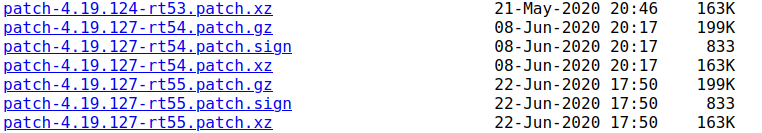 patch-4.19.124-rt53.patch.xz 21-May-2020 20:46 163K
patch-4.19.127-rt54.patch.gz 08-Jun-2020 20:17 199K
patch-4.19.127-rt54.patch.sign 08-Jun-2020 20:17 833
patch-4.19.127-rt54.patch.xz 08-Jun-2020 20:17 163K
patch-4.19.127-rt55.patch.gz 22-Jun-2020 17:50 199K
patch-4.19.127-rt55.patch.sign 22-Jun-2020 17:50 833
patch-4.19.127-rt55.patch.xz 22-Jun-2020 17:50 163K